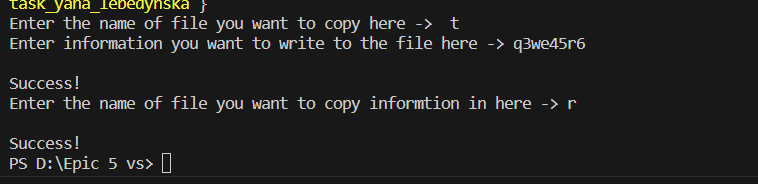 task_yana_lebedynska }
Enter the name of file you want to copy here ->  t
Enter information you want to write to the file here -> q3we45r6
Success!
Enter the name of file you want to copy informtion in here -> r
Success!
PS D:\Epic 5 vs>